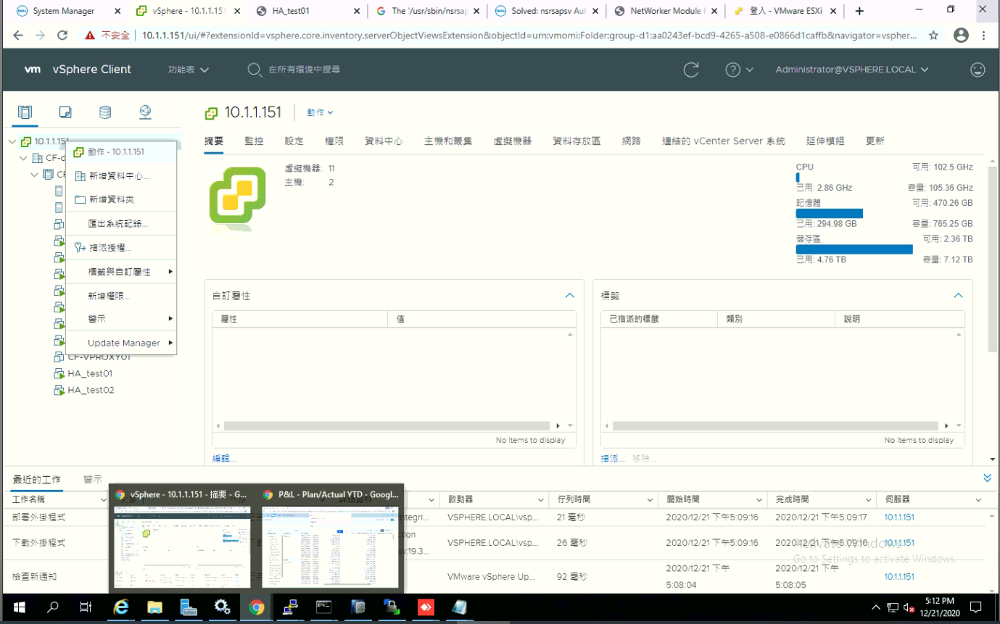 System Manager
vSphere - 10.1.1.151
HA_test01
The '/usr/sbin/nsrsap
Solved: nsrsapsv Aut
NetWorker Module f
登入 - VMware ESXi
不安全
10.1.1.151/ui/#?extensionId=vsphere.core.inventory.serverObjectViewsExtension&objectId=urn:vmomi:Folder:group-d1:aa0243ef-bcd9-4265-a508-e0866d1caffb&navigator=vspher...
vm vSphere Client
功能表
在所有環境中搜尋
Administrator@VSPHERE.LOCAL
10.1.1.151
動作
10.1.1.151
摘要
監控
設定
權限
資料中心
主機和叢集
虛擬機器
資料存放區
網路
連結的 vCenter Server 系統
延伸模組
更新
動作 - 10.1.1.151
新增資料中心...
新增資料夾
匯出系統記錄...
指派授權...
標籤與自訂屬性
新增權限...
警示
Update Manager
CF-VPROXY01
HA_test01
HA_test02
虛擬機器: 11
主機: 2
CPU 可用: 102.5 GHz
已用: 2.86 GHz 容量: 105.36 GHz
記憶體 可用: 470.26 GB
已用: 294.98 GB 容量: 765.25 GB
儲存區 可用: 2.36 TB
已用: 4.76 TB 容量: 7.12 TB
自訂屬性
屬性 值
No items to display
編輯...
標籤
已指派的標籤 類別 說明
No items to display
指派... 移除...
最近的工作 警示
工作名稱 啟動器 佇列時間 開始時間 完成時間 伺服器
部署外掛程式 VSPHERE.LOCAL\vsp... 21 毫秒 2020/12/21 下午5:09:16 2020/12/21 下午5:09:17 10.1.1.151
下載外掛程式 VSPHERE.LOCAL\vsp... 26 毫秒 2020/12/21 下午5:09:16 2020/12/21 下午5:09:16 10.1.1.151
檢查新通知 VMware vSphere Up... 92 毫秒 2020/12/21 下午 5:08:04 2020/12/21 下午 5:08:05 10.1.1.151
vSphere - 10.1.1.151 - 摘要 - G...
P&L - Plan/Actual YTD - Googl...
Activate Windows
Go to Settings to activate Windows.
5:12 PM
12/21/2020